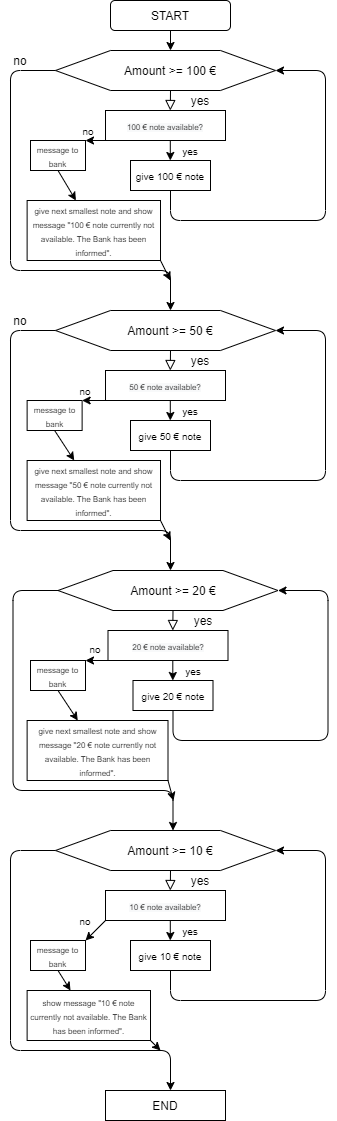 START
no
Amount >= 100 €
yes
100 € note available?
no
yes
message to
bank
give 100 € note
give next smallest note and show
message "100 € note currently not
available. The Bank has been
informed".
no
Amount >= 50 €
yes
50 € note available?
no
yes
message to
bank
give 50 € note
give next smallest note and show
message "50 € note currently not
available. The Bank has been
informed".
Amount >= 20 €
yes
20 € note available?
no
yes
message to
bank
give 20 € note
give next smallest note and show
message "20 € note currently not
available. The Bank has been
informed".
Amount >= 10 €
yes
10 € note available?
no
yes
message to
bank
give 10 € note
show message "10 € note
currently not available. The Bank
has been informed".
END